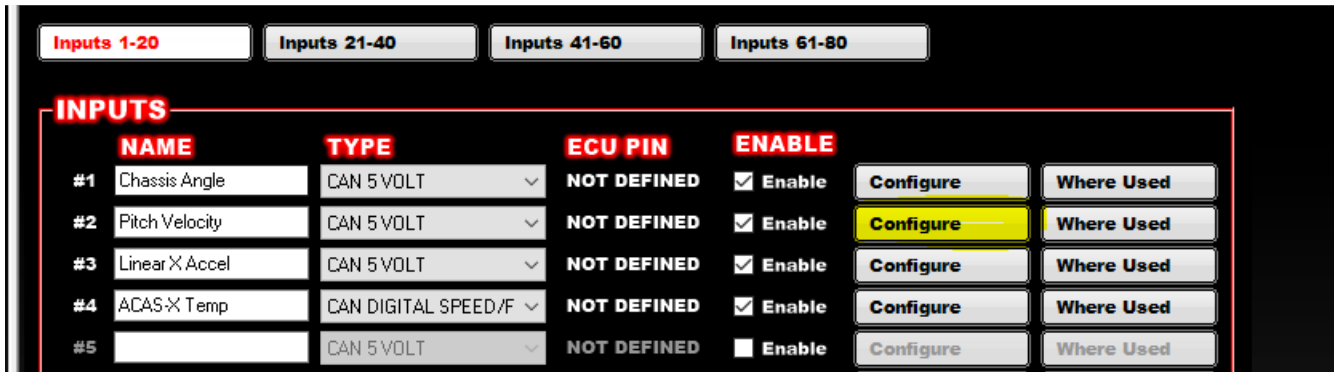 Inputs 1-20 Inputs 21-40 Inputs 41-60 Inputs 61-80
INPUTS
NAME TYPE ECU PIN ENABLE
#1 Chassis Angle CAN 5 VOLT NOT DEFINED Enable Configure Where Used
#2 Pitch Velocity CAN 5 VOLT NOT DEFINED Enable Configure Where Used
#3 Linear X Accel CAN 5 VOLT NOT DEFINED Enable Configure Where Used
#4 ACAS-X Temp CAN DIGITAL SPEED/F NOT DEFINED Enable Configure Where Used
#5 CAN 5 VOLT NOT DEFINED Enable Configure Where Used